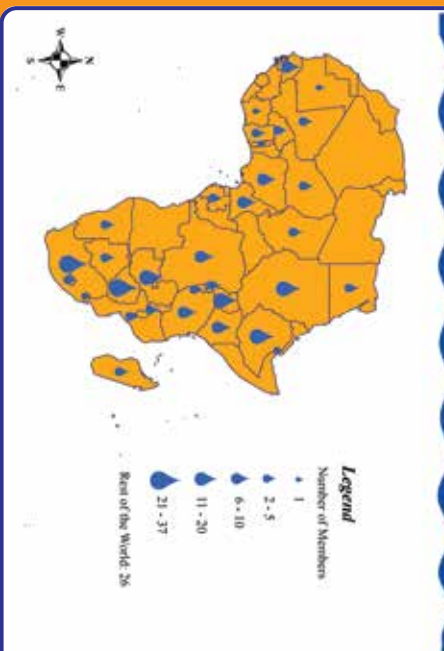 N
W
E
S
Legend
Number of Members
1
2 - 5
6 - 10
11 - 20
21 - 37
Rest of the World: 26